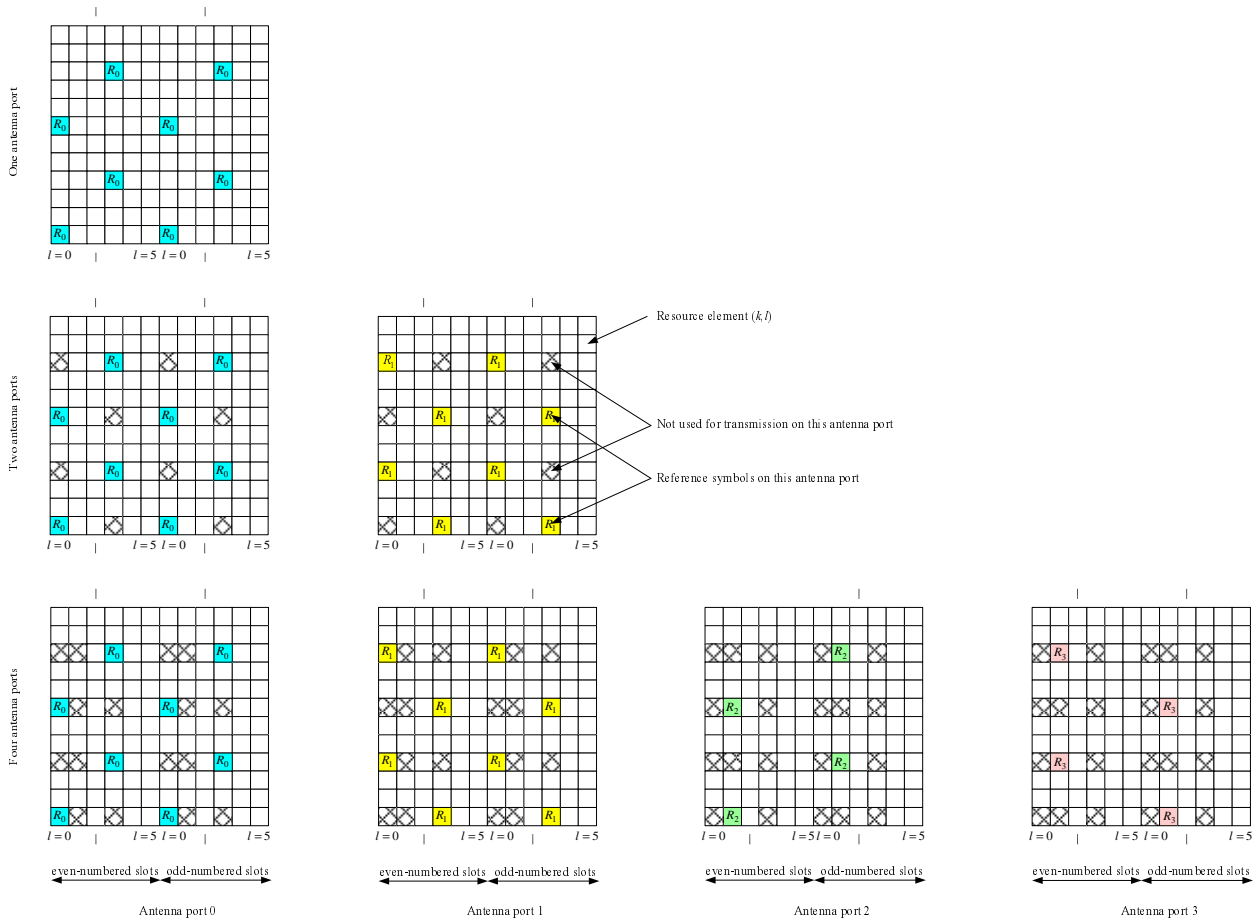 One antenna port
R0 R0
R0 R0
R0 R0
R0 R0
l = 0 l = 5 l = 0 l = 5
Two antenna ports
R0 R0
R0 R0
R0 R0
R0 R0
l = 0 l = 5 l = 0 l = 5
R1 R1
R1 R1
R1 R1
R1 R1
l = 0 l = 5 l = 0 l = 5
Resource element (k,l)
Not used for transmission on this antenna port
Reference symbols on this antenna port
Four antenna ports
R0 R0
R0 R0
R0 R0
R0 R0
l = 0 l = 5 l = 0 l = 5
even-numbered slots odd-numbered slots
Antenna port 0
R1 R1
R1 R1
R1 R1
R1 R1
l = 0 l = 5 l = 0 l = 5
even-numbered slots odd-numbered slots
Antenna port 1
R2
R2
R2
R2
l = 0 l = 5 l = 0 l = 5
even-numbered slots odd-numbered slots
Antenna port 2
R3
R3
R3
R3
l = 0 l = 5 l = 0 l = 5
even-numbered slots odd-numbered slots
Antenna port 3